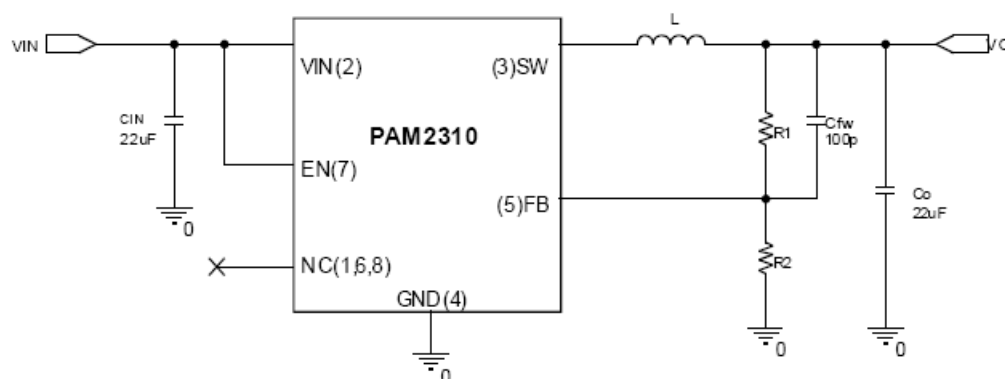 VIN
CIN
22uF
0
VIN(2)
EN(7)
NC(1,6,8)
PAM2310
(3)SW
(5)FB
GND(4)
0
L
R1
Cfw
100p
R2
0
Co
22uF
0